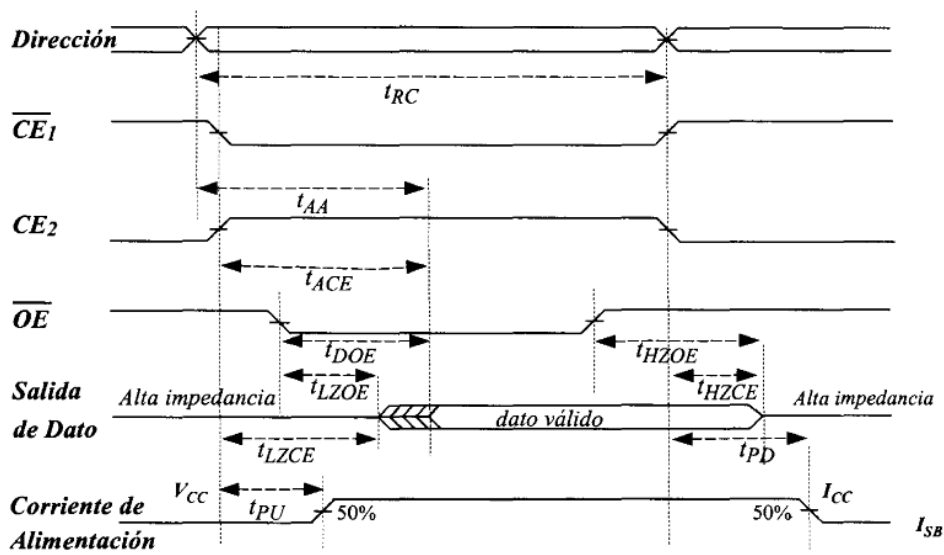 Dirección
tRC
CE1
tAA
CE2
tACE
OE
tDOE
tHZOE
tLZOE
tHZCE
Salida
de Dato
Alta impedancia
dato válido
Alta impedancia
tLZCE
tPD
Corriente de
Alimentación
VCC
tPU
50%
50%
ICC
ISB